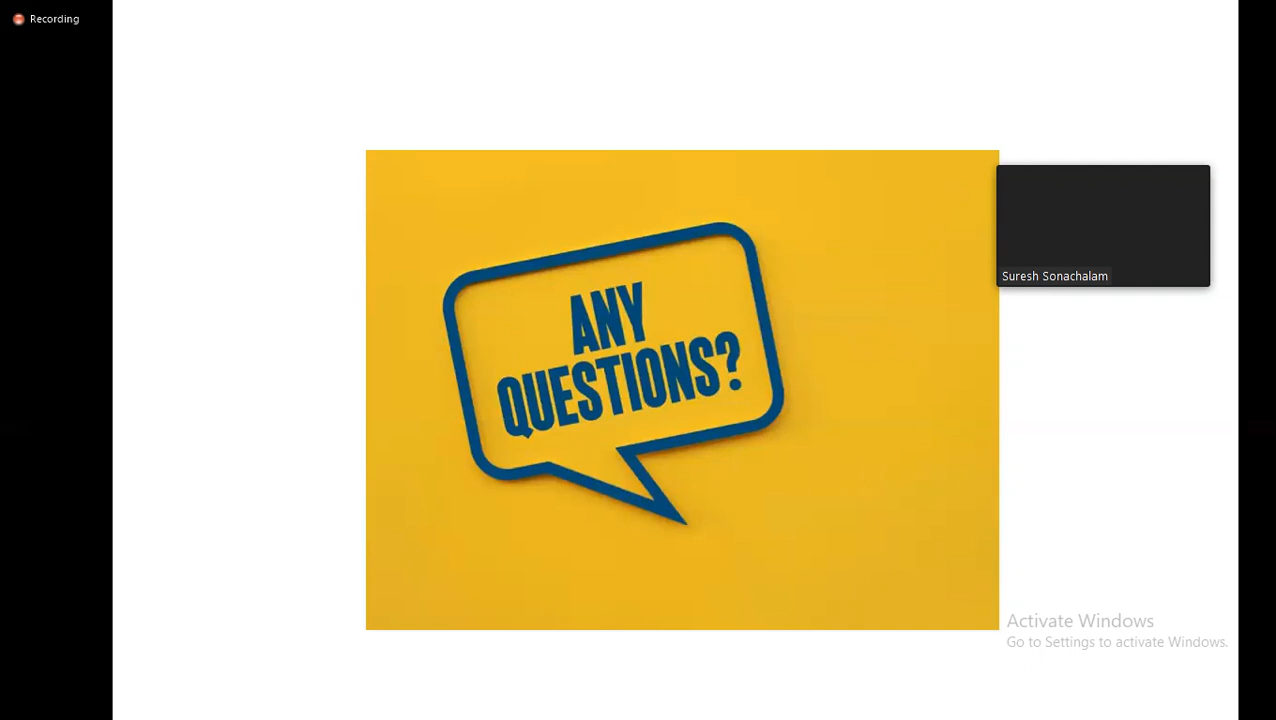 Recording
ANY
QUESTIONS?
Suresh Sonachalam
Activate Windows
Go to Settings to activate Windows.